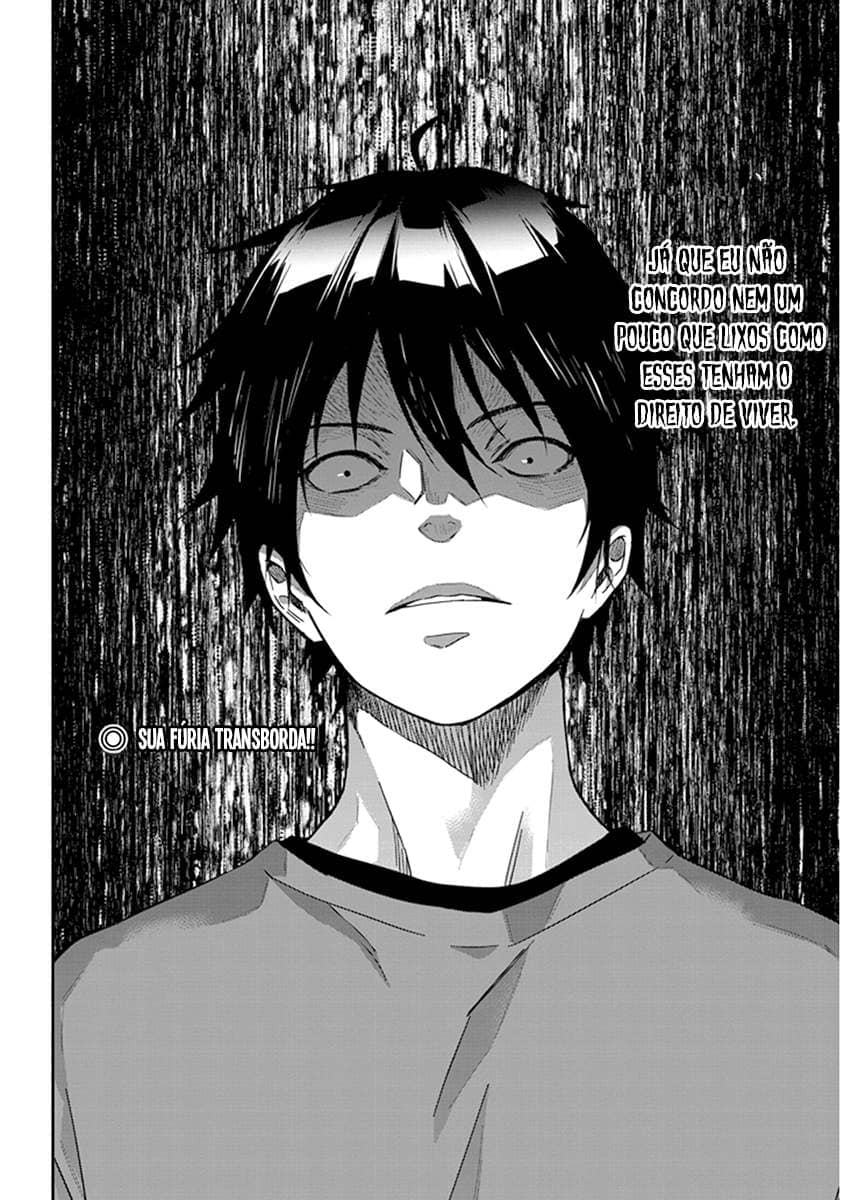 JÁ QUE EU NÃO
CONCORDO NEM UM
POUCO QUE LIXOS COMO
ESSES TENHAM O
DIREITO DE VIVER.
SUA FÚRIA TRANSBORDA!!